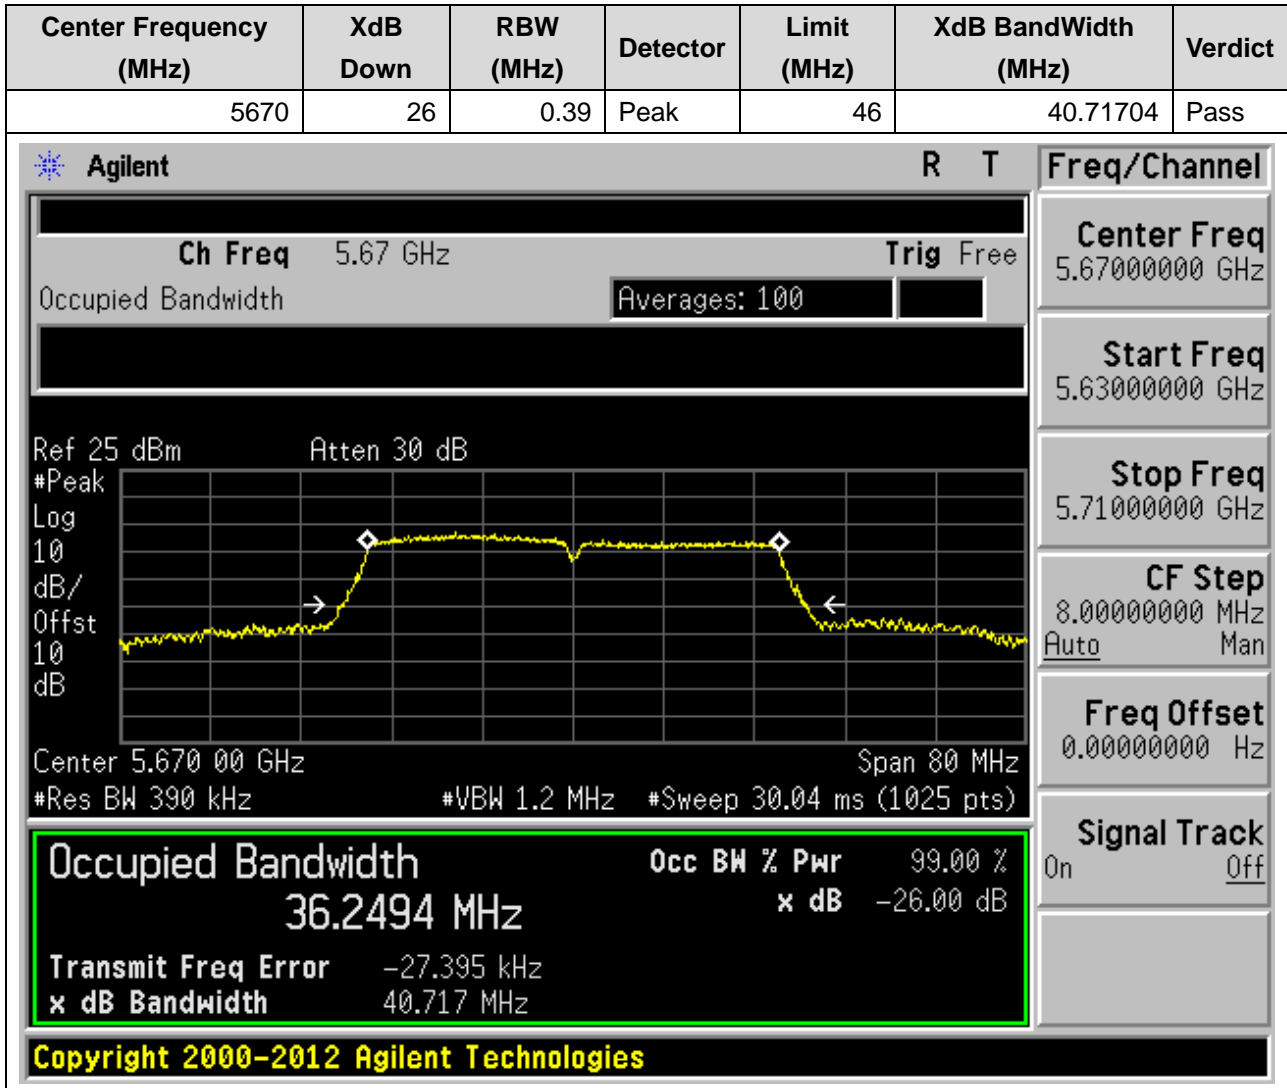 Center Frequency (MHz) XdB Down RBW (MHz) Detector Limit (MHz) XdB BandWidth (MHz) Verdict
5670 26 0.39 Peak 46 40.71704 Pass
Agilent R T Freq/Channel
Ch Freq 5.67 GHz Trig Free
Occupied Bandwidth Averages: 100
Center Freq
5.67000000 GHz
Start Freq
5.63000000 GHz
Stop Freq
5.71000000 GHz
CF Step
8.00000000 MHz
Auto Man
Freq Offset
0.00000000 Hz
Signal Track
On Off
Ref 25 dBm Atten 30 dB
#Peak
Log
10
dB/
Offst
10
dB
Center 5.670 00 GHz Span 80 MHz
#Res BW 390 kHz #VBW 1.2 MHz #Sweep 30.04 ms (1025 pts)
Occupied Bandwidth Occ BW % Pwr 99.00 %
36.2494 MHz x dB -26.00 dB
Transmit Freq Error -27.395 kHz
x dB Bandwidth 40.717 MHz
Copyright 2000-2012 Agilent Technologies